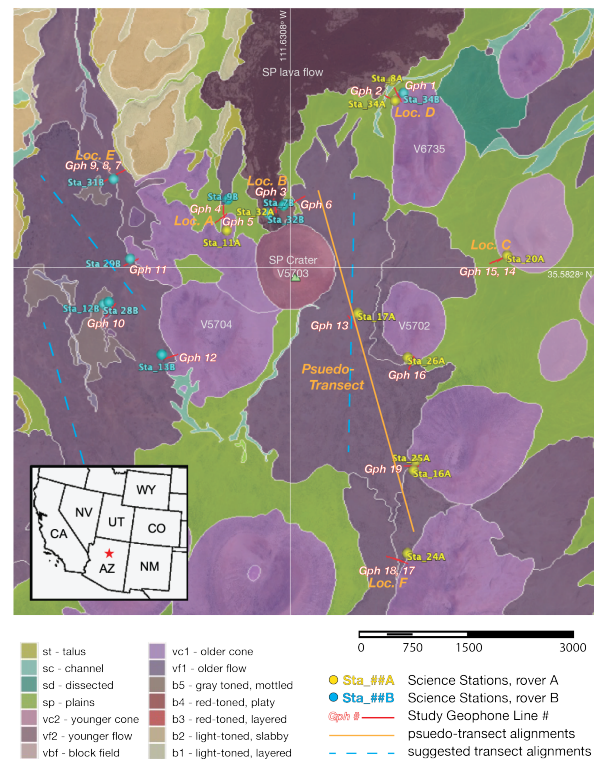 111.6308° W
SP lava flow
Sta_8A
Gph 2
Gph 1
Sta_34A
Sta_34B
Loc. D
V6735
Loc. E
Gph 9, 8, 7
Sta_31B
Loc. B
Gph 3
Sta_9B
Sta_2B
Gph 6
Gph 4
Sta_32A
Loc. A
Gph 5
Sta_32B
Sta_11A
Loc. C
Sta_20A
SP Crater
V5703
Sta_29B
Gph 11
Gph 15, 14
35.5828° N
Sta_12B
Sta_28B
Gph 10
V5704
Gph 13
Sta_17A
V5702
Sta_13B
Gph 12
Sta_26A
Gph 16
Psuedo-
Transect
Sta_25A
Gph 19
Sta_16A
Sta_24A
Gph 18, 17
Loc. F
WY
NV
UT
CO
CA
AZ
NM
st - talus
sc - channel
sd - dissected
sp - plains
vc2 - younger cone
vf2 - younger flow
vbf - block field
vc1 - older cone
vf1 - older flow
b5 - gray toned, mottled
b4 - red-toned, platy
b3 - red-toned, layered
b2 - light-toned, slabby
b1 - light-toned, layered
0 750 1500 3000
Sta_##A Science Stations, rover A
Sta_##B Science Stations, rover B
Gph # Study Geophone Line #
psuedo-transect alignments
suggested transect alignments